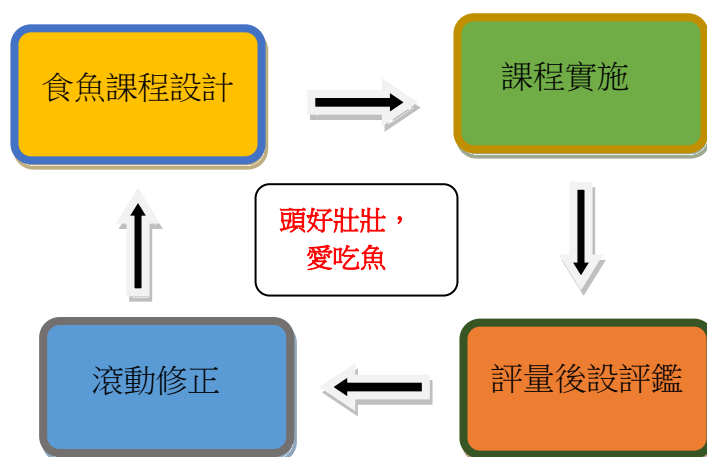 食魚課程設計
課程實施
頭好壯壯，
愛吃魚
滾動修正
評量後設評鑑